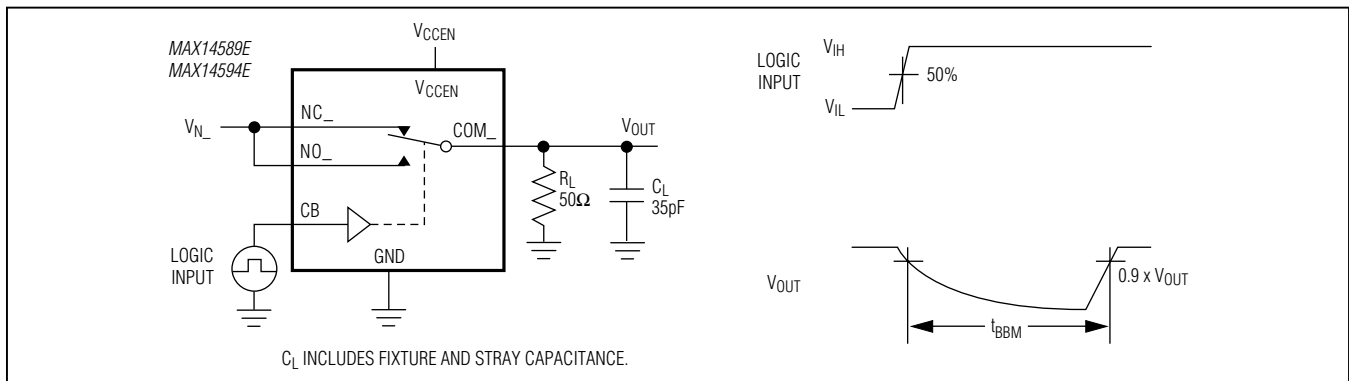 MAX14589E
MAX14594E
VCCEN
VCCEN
VN_
NC_
NO_
COM_
VOUT
RL
50Ω
CL
35pF
CB
LOGIC
INPUT
GND
CL INCLUDES FIXTURE AND STRAY CAPACITANCE.
LOGIC
INPUT
VIH
VIL
50%
VOUT
0.9 x VOUT
tBBM